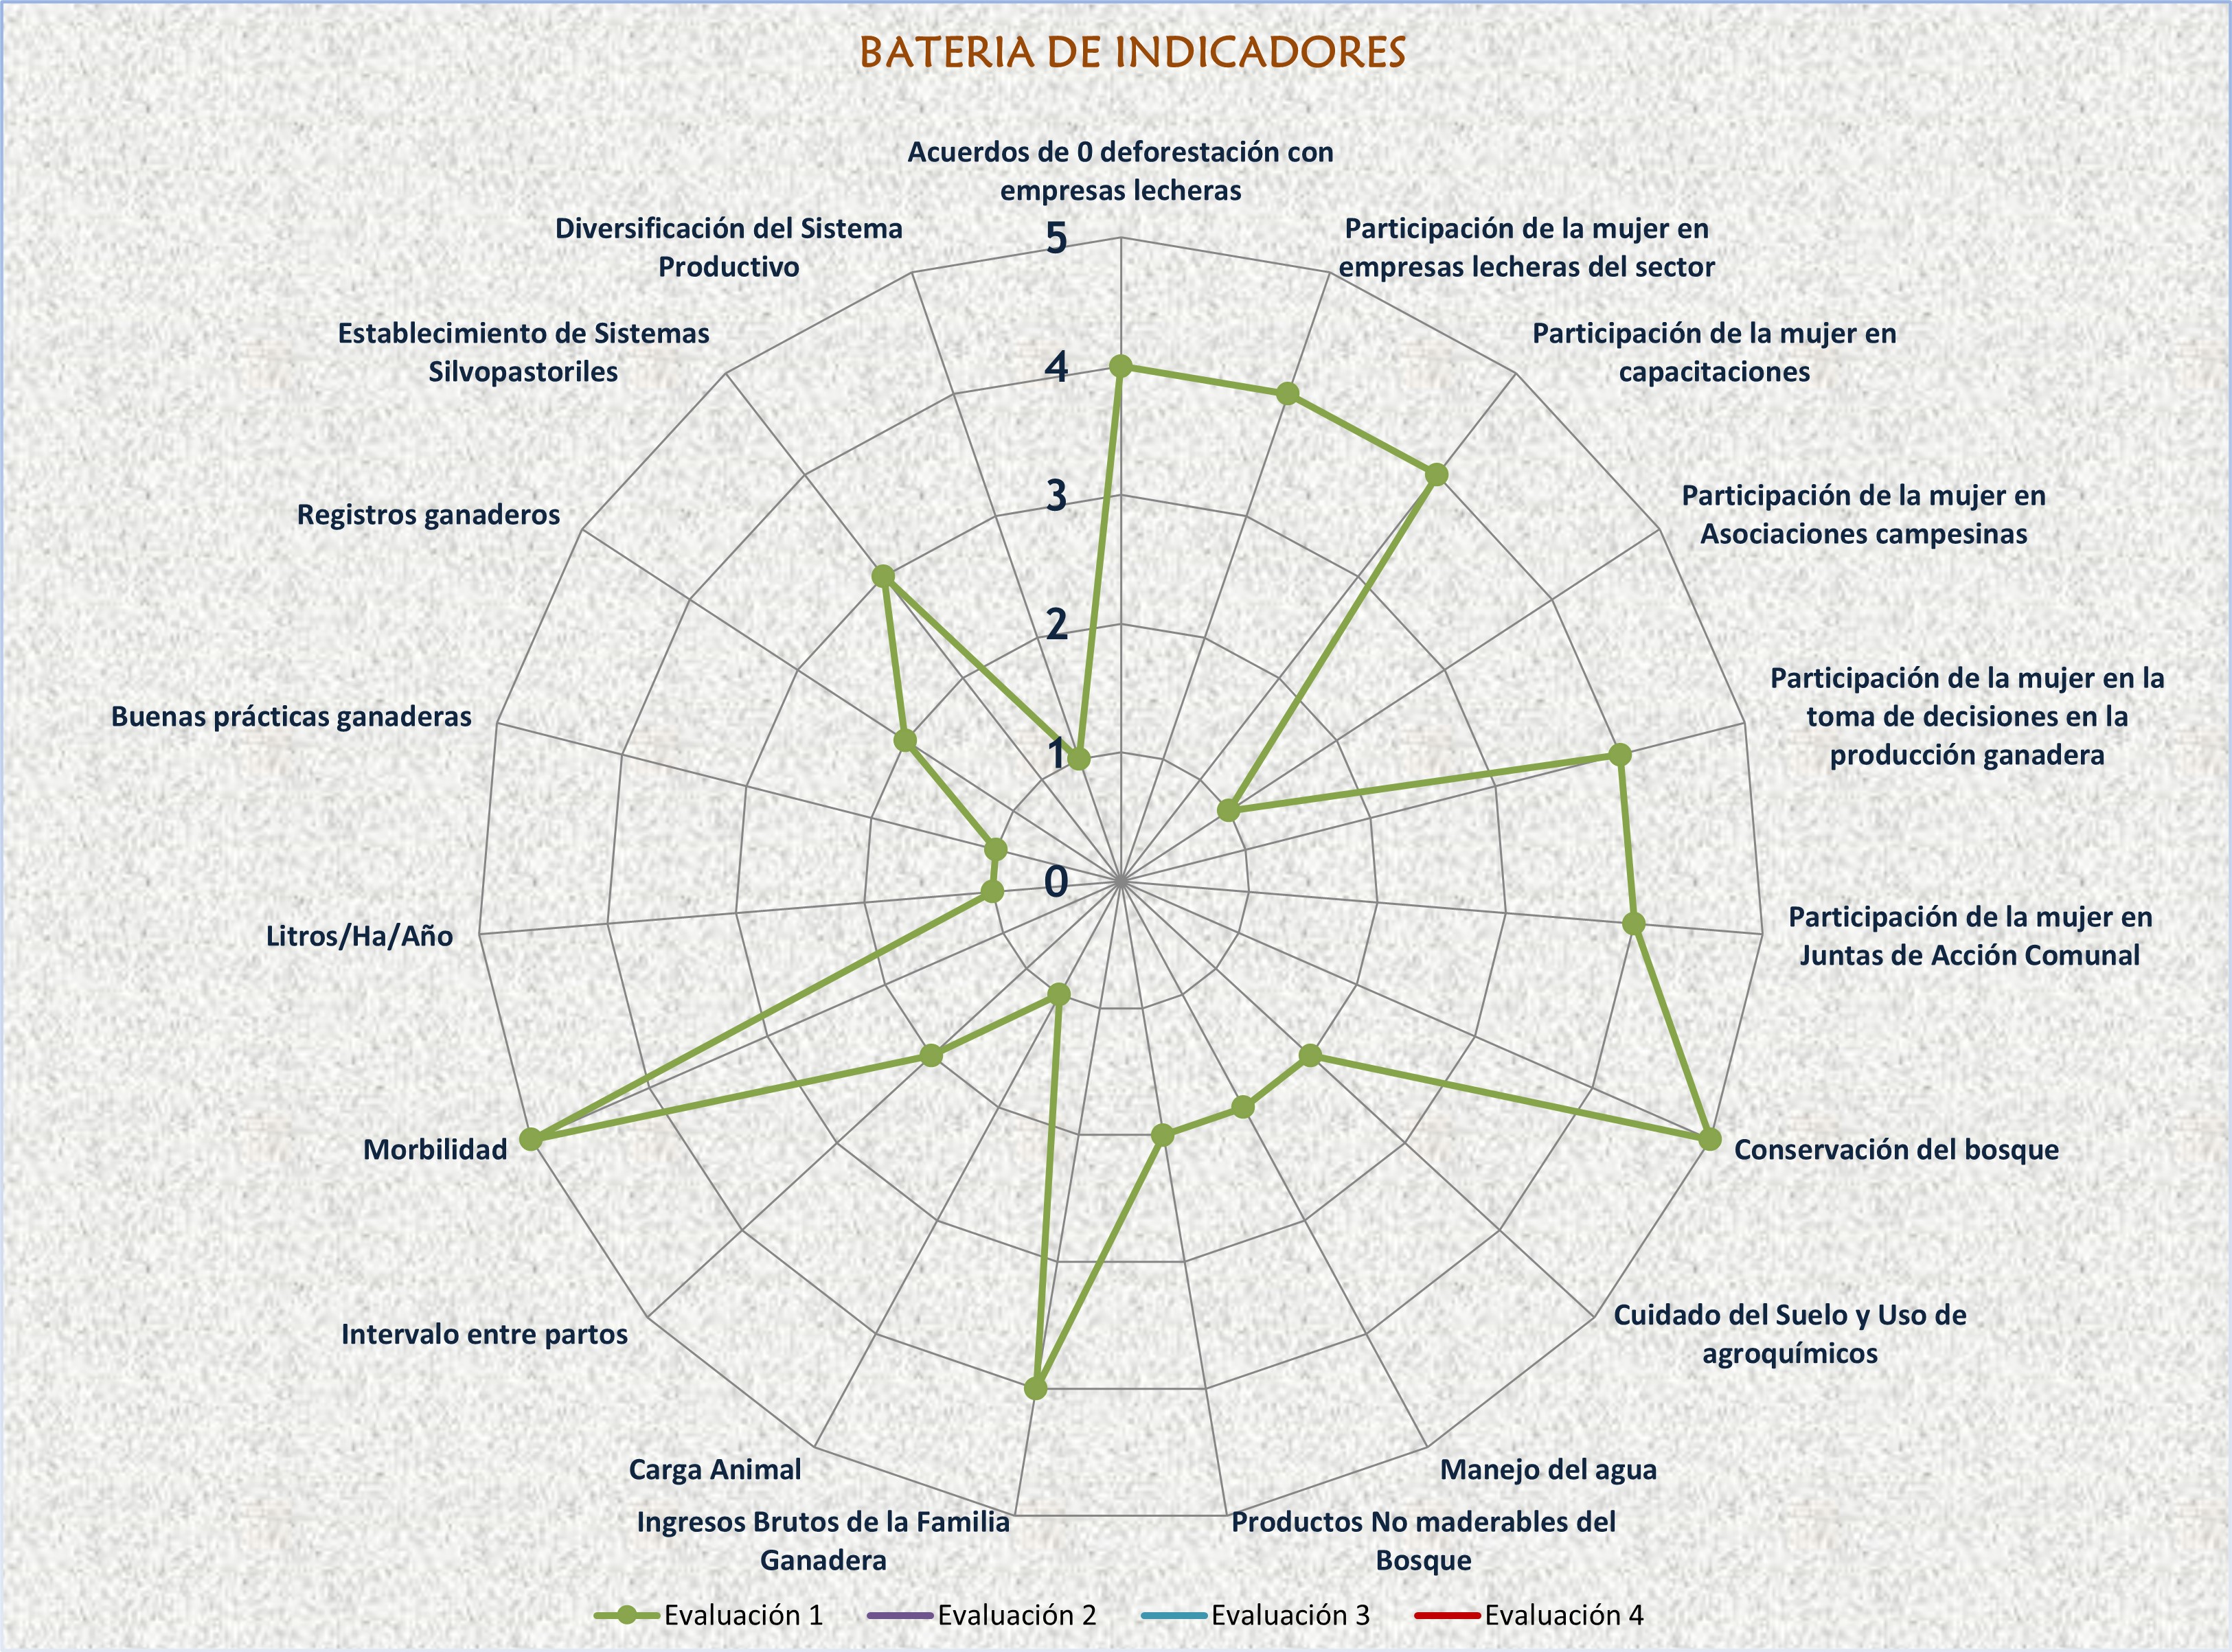 BATERIA DE INDICADORES
Acuerdos de 0 deforestación con
empresas lecheras
Participación de la mujer en
empresas lecheras del sector
Participación de la mujer en
capacitaciones
Participación de la mujer en
Asociaciones campesinas
Participación de la mujer en la
toma de decisiones en la
producción ganadera
Participación de la mujer en
Juntas de Acción Comunal
Conservación del bosque
Cuidado del Suelo y Uso de
agroquímicos
Manejo del agua
Productos No maderables del
Bosque
Ingresos Brutos de la Familia
Ganadera
Carga Animal
Intervalo entre partos
Morbilidad
Litros/Ha/Año
Buenas prácticas ganaderas
Registros ganaderos
Establecimiento de Sistemas
Silvopastoriles
Diversificación del Sistema
Productivo
5
4
3
2
1
0
Evaluación 1 Evaluación 2 Evaluación 3 Evaluación 4